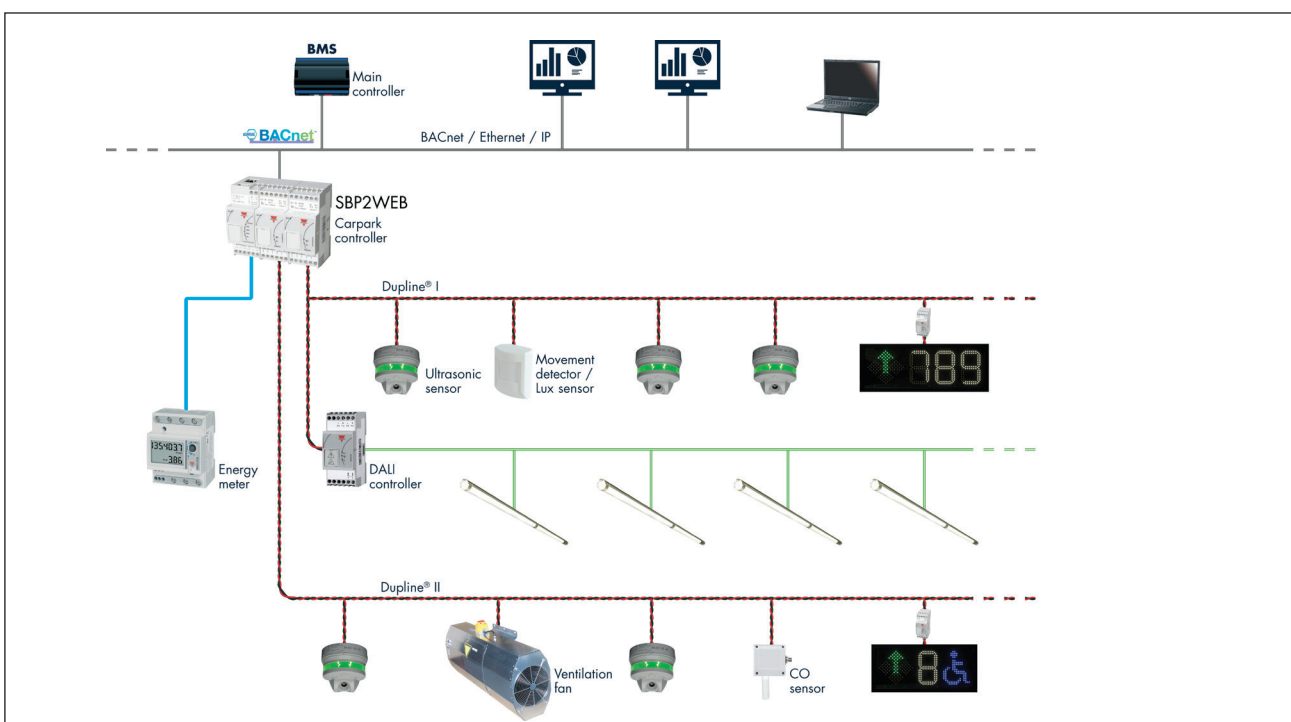 BMS
Main
controller
BACnet
BACnet / Ethernet / IP
SBP2WEB
Carpark
controller
Dupline® I
Ultrasonic
sensor
Movement
detector /
Lux sensor
789
1354037
386
Energy
meter
DALI
controller
Dupline® II
Ventilation
fan
CO
sensor
8